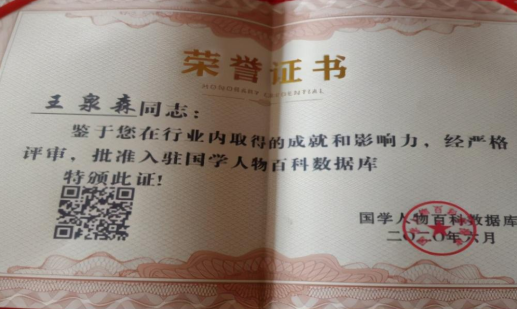 荣誉证书
HONORARY CREDENTIAL
王泉森同志:
鉴于您在行业内取得的成就和影响力,经严格
评审,批准入驻国学人物百科数据库
特颁此证!
国学人物百科数据库
二〇二〇年六月